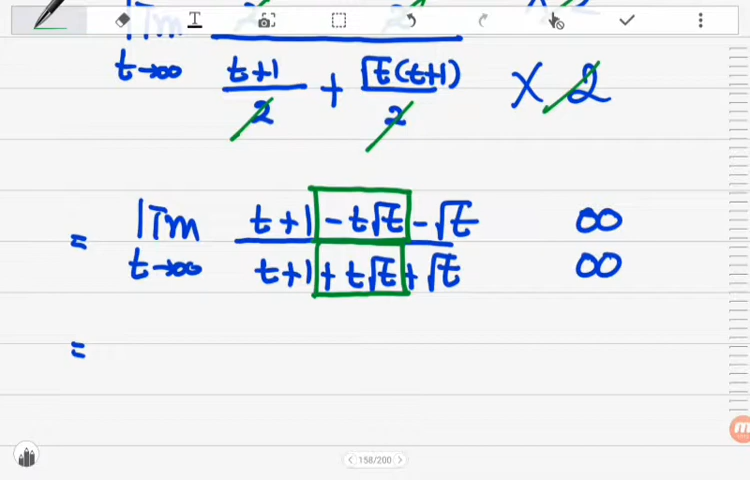 lim
t→∞ t+1/2 + √t(t+1)/2 × 2
= lim t→∞ t+1 - t√t - √t / t+1 + t√t + √t ∞/∞
=
158/200